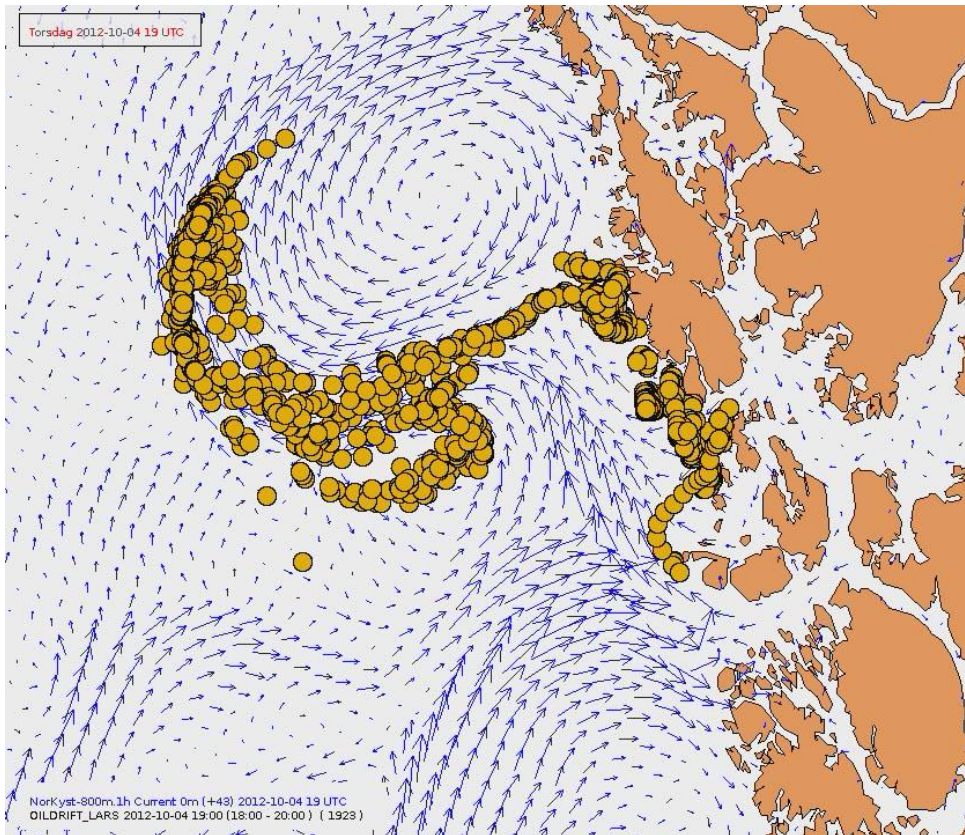 Torsdag 2012-10-04 19 UTC
NorKyst-800m.1h Current 0m (+43) 2012-10-04 19 UTC
OILDRIFT_LARS 2012-10-04 19:00 (18:00 - 20:00) ( 1923 )